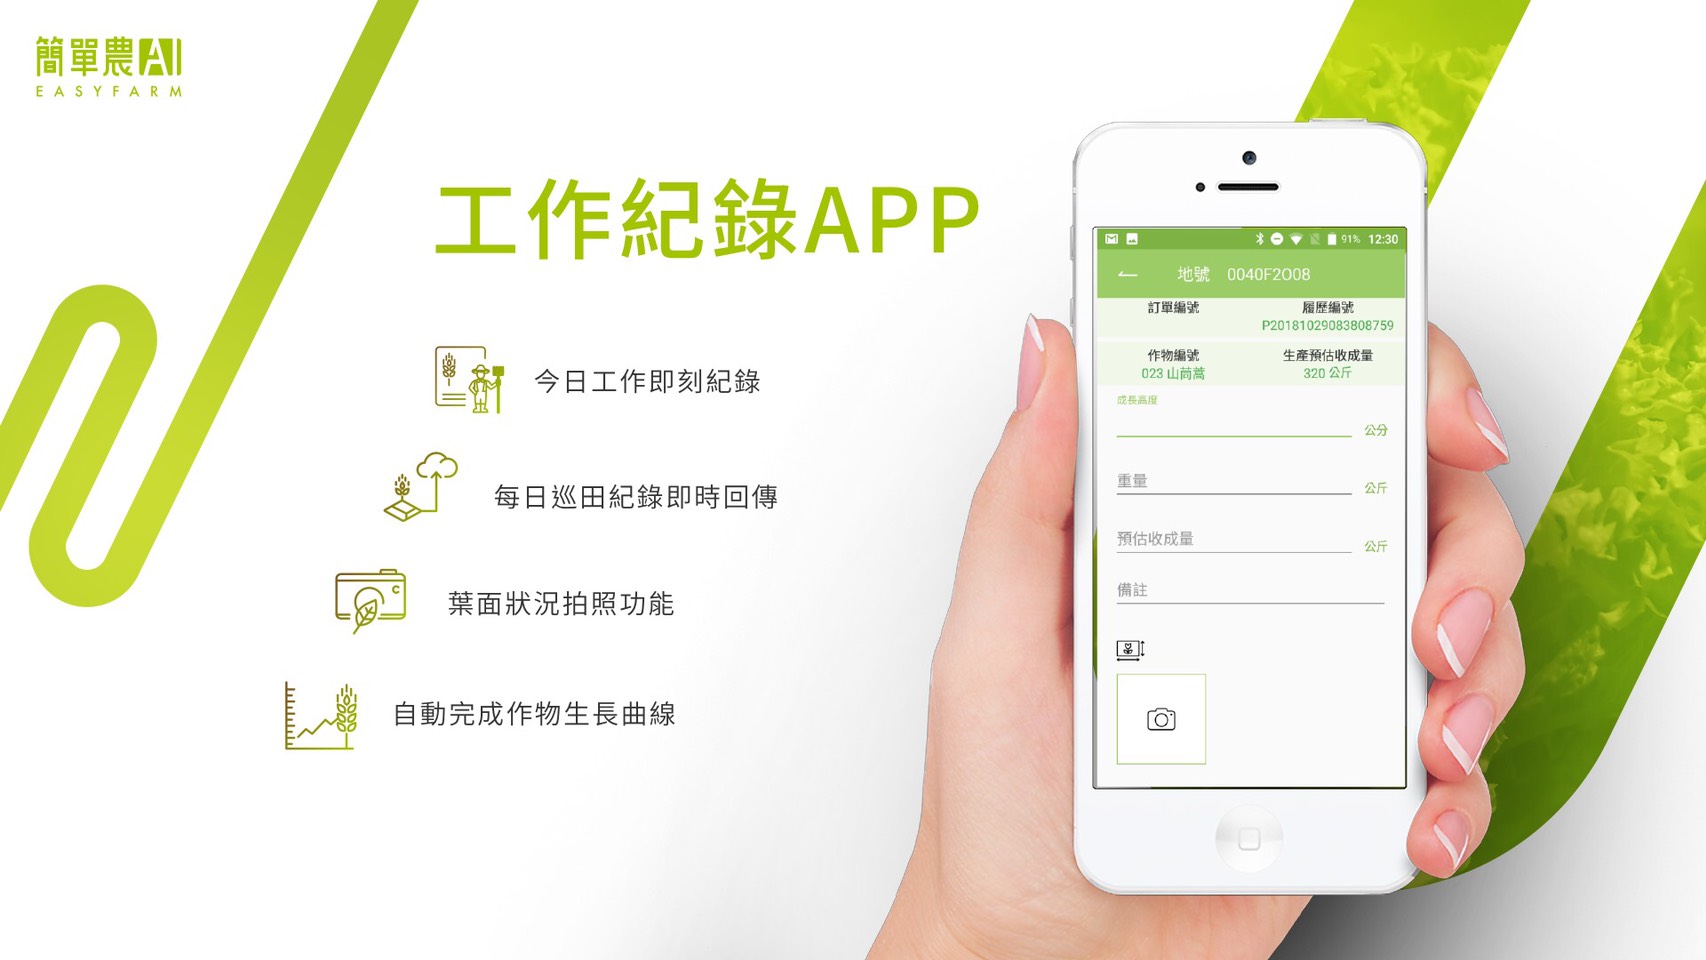 簡單農AI
EASYFARM
工作紀錄APP
今日工作即刻紀錄
每日巡田紀錄即時回傳
葉面狀況拍照功能
自動完成作物生長曲線
91% 12:30
地號 0040F2O08
訂單編號 履歷編號
P20181029083808759
作物編號 生產預估收成量
023 山茼蒿 320 公斤
成長高度
公分
重量
公斤
預估收成量
公斤
備註